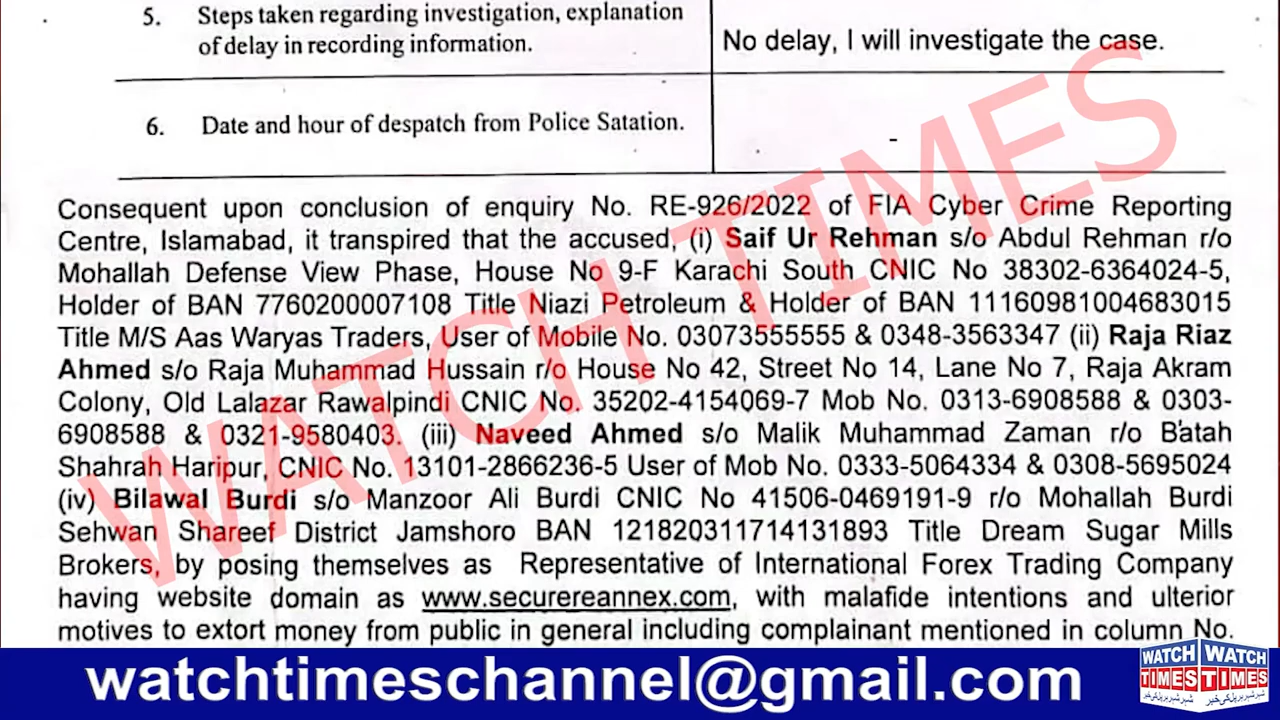 5. Steps taken regarding investigation, explanation
of delay in recording information.
No delay, I will investigate the case.
6. Date and hour of despatch from Police Satation.
-
Consequent upon conclusion of enquiry No. RE-926/2022 of FIA Cyber Crime Reporting
Centre, Islamabad, it transpired that the accused, (i) Saif Ur Rehman s/o Abdul Rehman r/o
Mohallah Defense View Phase, House No 9-F Karachi South CNIC No 38302-6364024-5,
Holder of BAN 7760200007108 Title Niazi Petroleum & Holder of BAN 11160981004683015
Title M/S Aas Waryas Traders, User of Mobile No. 03073555555 & 0348-3563347 (ii) Raja Riaz
Ahmed s/o Raja Muhammad Hussain r/o House No 42, Street No 14, Lane No 7, Raja Akram
Colony, Old Lalazar Rawalpindi CNIC No. 35202-4154069-7 Mob No. 0313-6908588 & 0303-
6908588 & 0321-9580403. (iii) Naveed Ahmed s/o Malik Muhammad Zaman r/o Batah
Shahrah Haripur, CNIC No. 13101-2866236-5 User of Mob No. 0333-5064334 & 0308-5695024
(iv) Bilawal Burdi s/o Manzoor Ali Burdi CNIC No 41506-0469191-9 r/o Mohallah Burdi
Sehwan Shareef District Jamshoro BAN 121820311714131893 Title Dream Sugar Mills
Brokers, by posing themselves as Representative of International Forex Trading Company
having website domain as www.securereannex.com, with malafide intentions and ulterior
motives to extort money from public in general including complainant mentioned in column No.
WATCH TIMES
watchtimeschannel@gmail.com
WATCH WATCH
TIMES TIMES